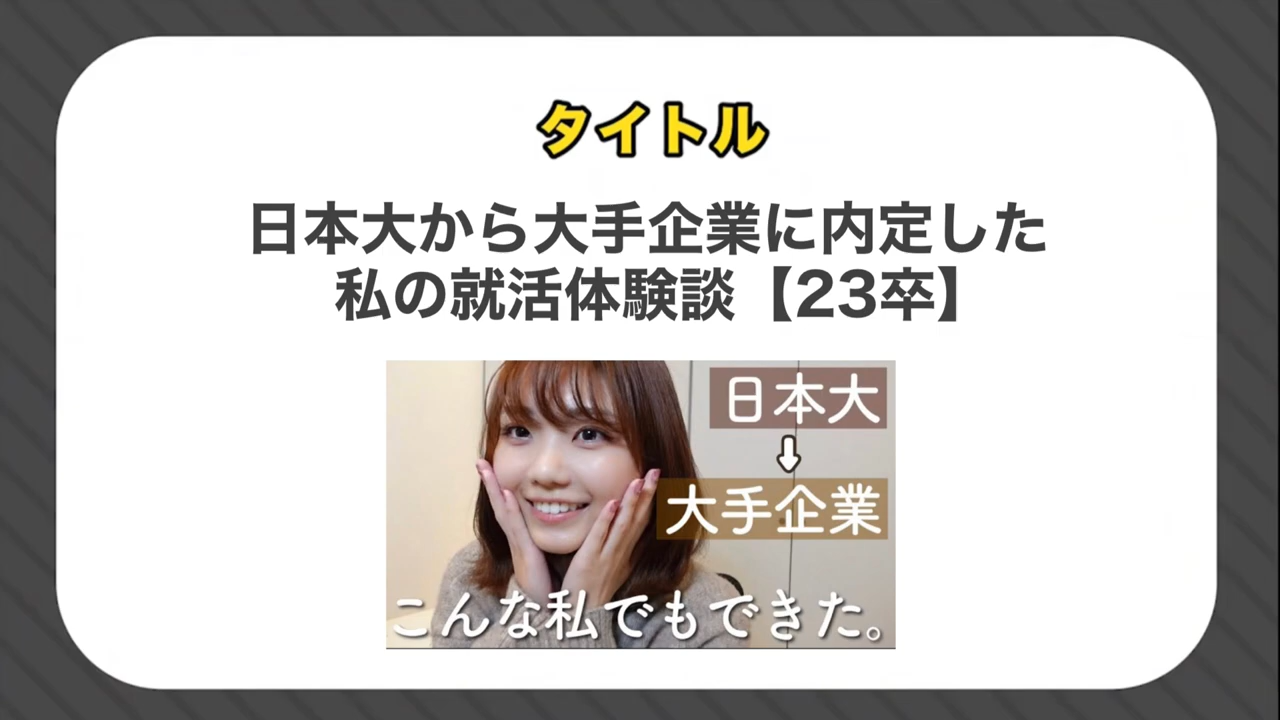 タイトル
日本大から大手企業に内定した
私の就活体験談【23卒】
日本大
⇩
大手企業
こんな私でもできた。